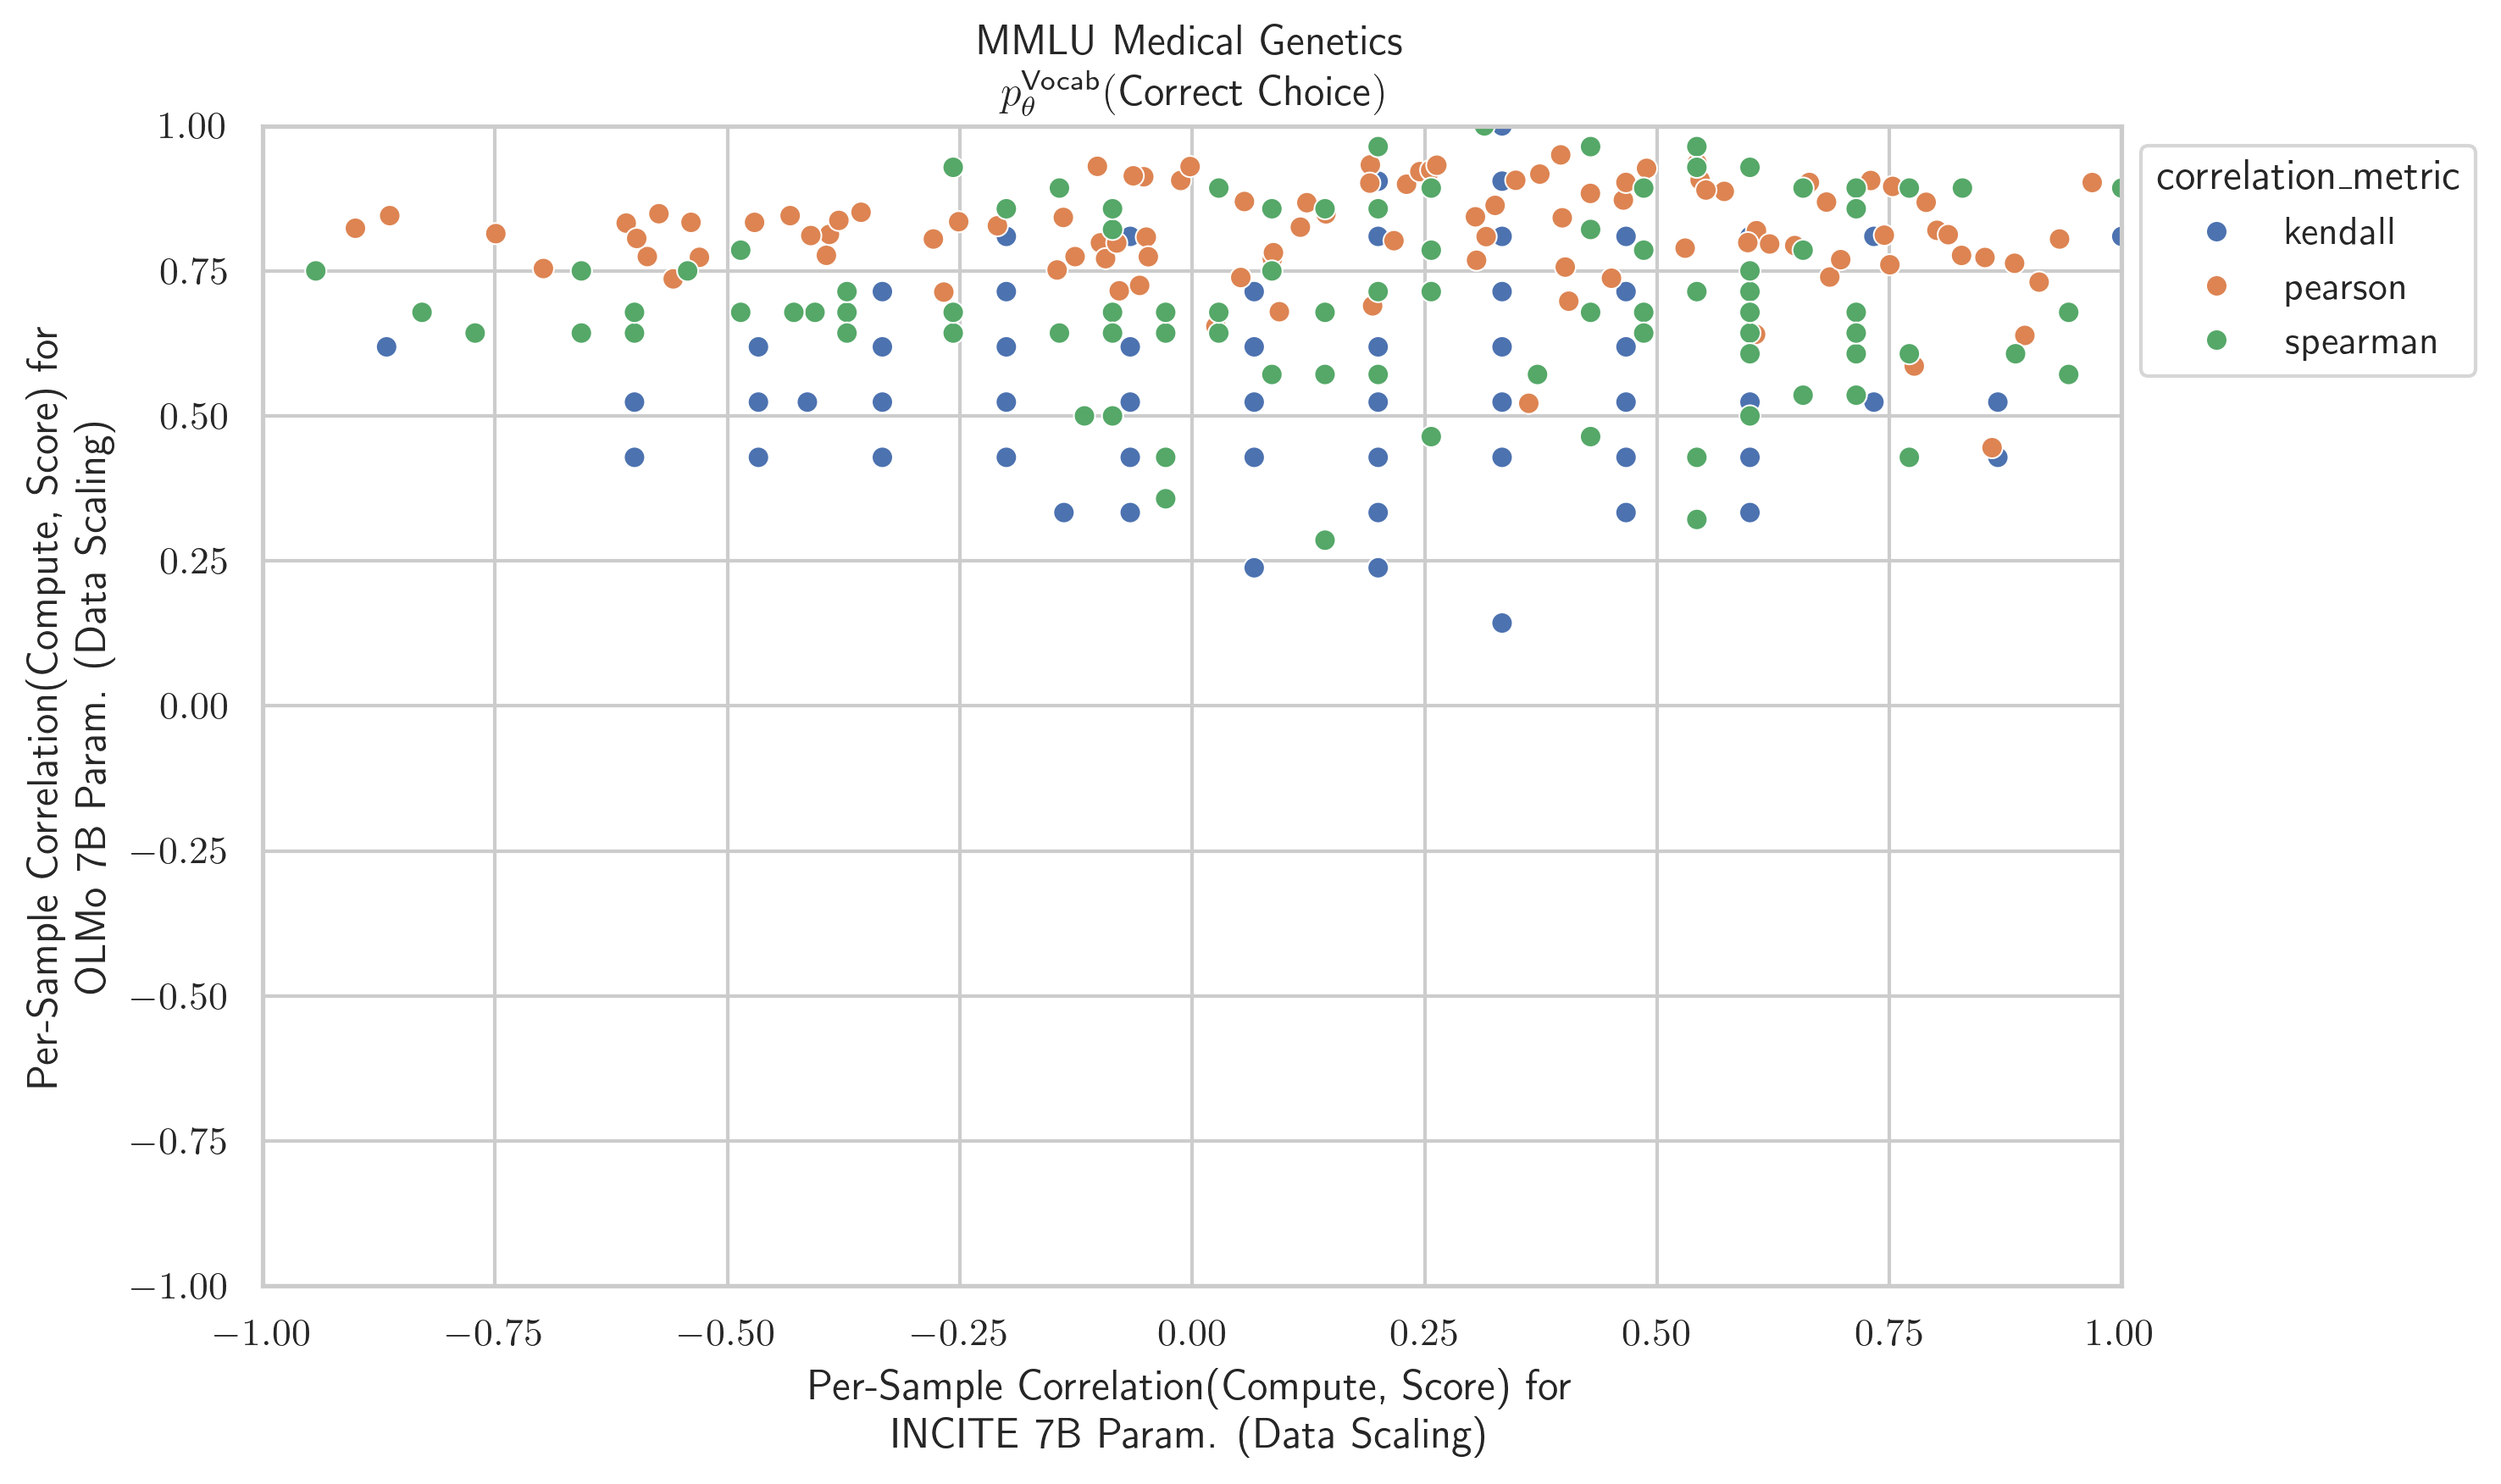 MMLU Medical Genetics
p_θ^Vocab(Correct Choice)
Per-Sample Correlation(Compute, Score) for
OLMo 7B Param. (Data Scaling)
1.00
0.75
0.50
0.25
0.00
−0.25
−0.50
−0.75
−1.00
−1.00 −0.75 −0.50 −0.25 0.00 0.25 0.50 0.75 1.00
Per-Sample Correlation(Compute, Score) for
INCITE 7B Param. (Data Scaling)
correlation_metric
kendall
pearson
spearman